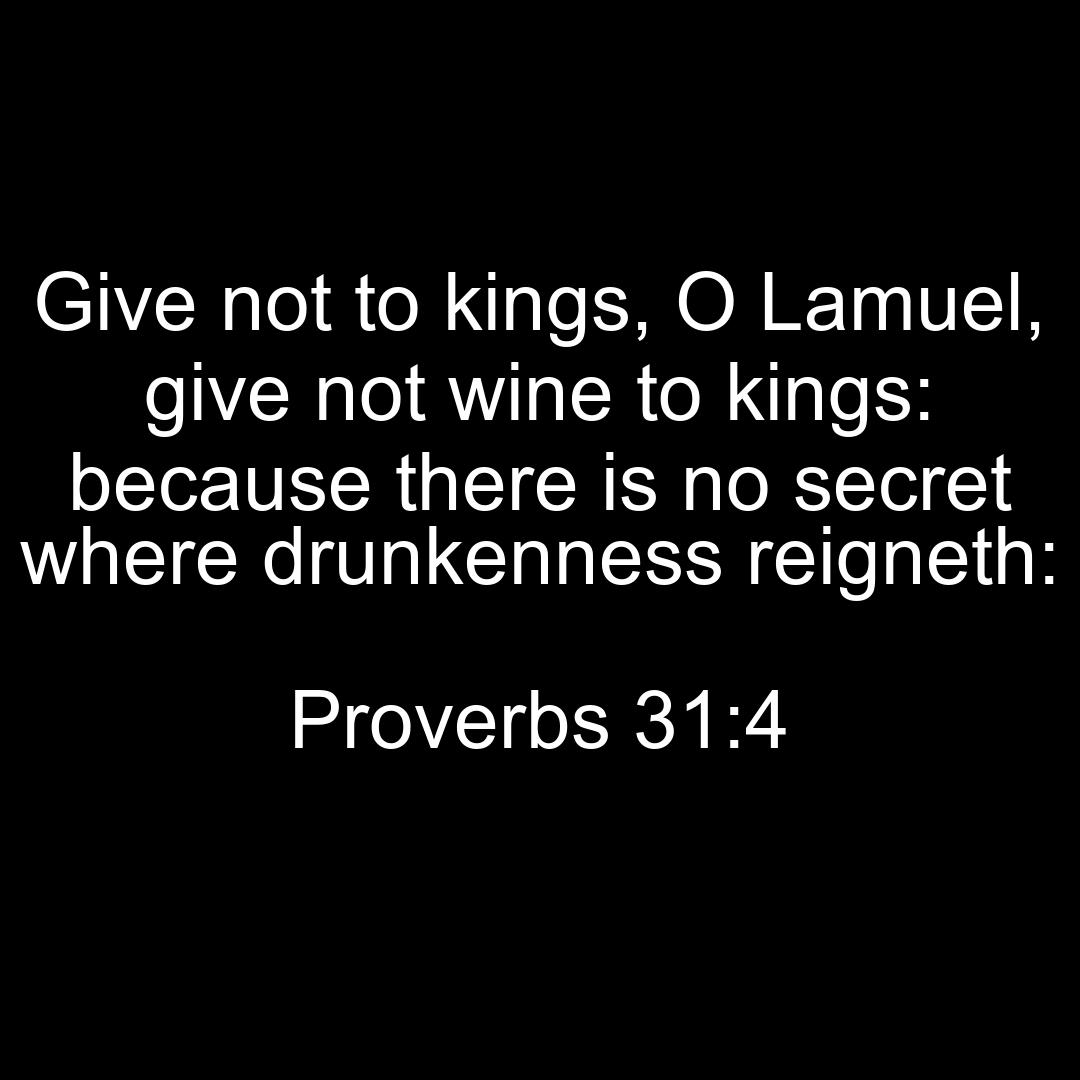 Give not to kings, O Lamuel,
give not wine to kings:
because there is no secret
where drunkenness reigneth:
Proverbs 31:4